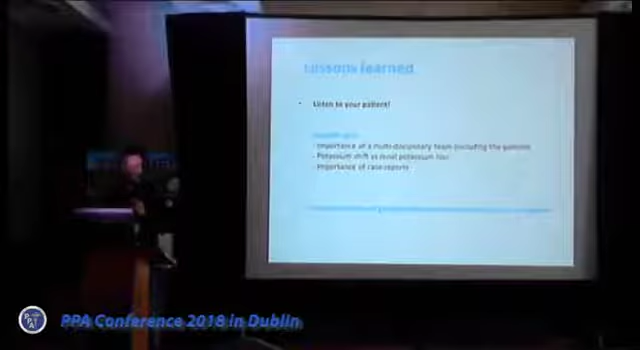 Lessons learned
• Listen to your patient!
- Importance of a multi-disciplinary team (including the patient)
- Potassium shift vs total potassium
- Importance of case reports
PPA
PPA Conference 2018 in Dublin